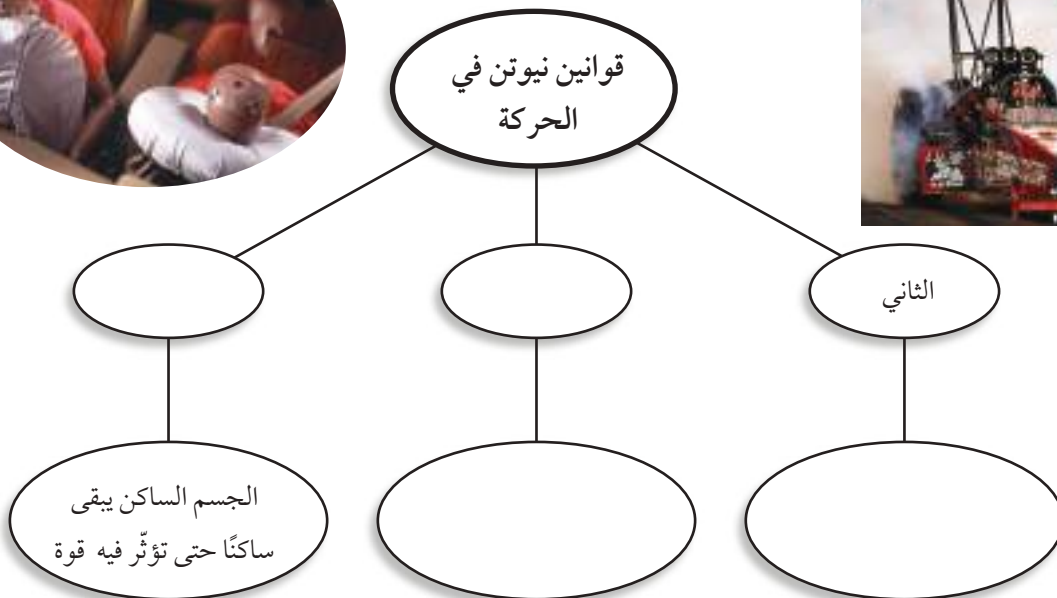 قوانين نيوتن في
الحركة
الثاني
الجسم الساكن يبقى
ساكنًا حتى تؤثّر فيه قوة